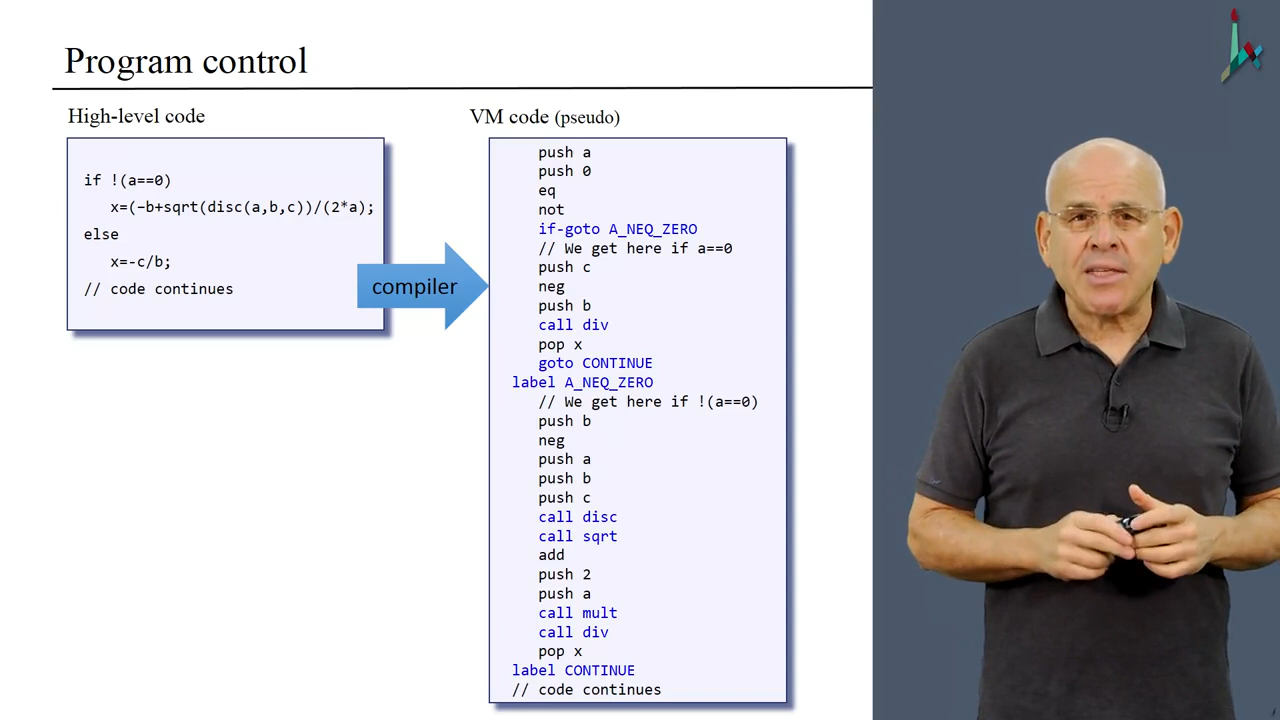 Program control
High-level code
if !(a==0)
x=(−b+sqrt(disc(a,b,c))/(2*a);
else
x=-c/b;
// code continues
compiler
VM code (pseudo)
push a
push 0
eq
not
if-goto A_NEQ_ZERO
// We get here if a==0
push c
neg
push b
call div
pop x
goto CONTINUE
label A_NEQ_ZERO
// We get here if !(a==0)
push b
neg
push a
push b
push c
call disc
call sqrt
add
push 2
push a
call mult
call div
pop x
label CONTINUE
// code continues